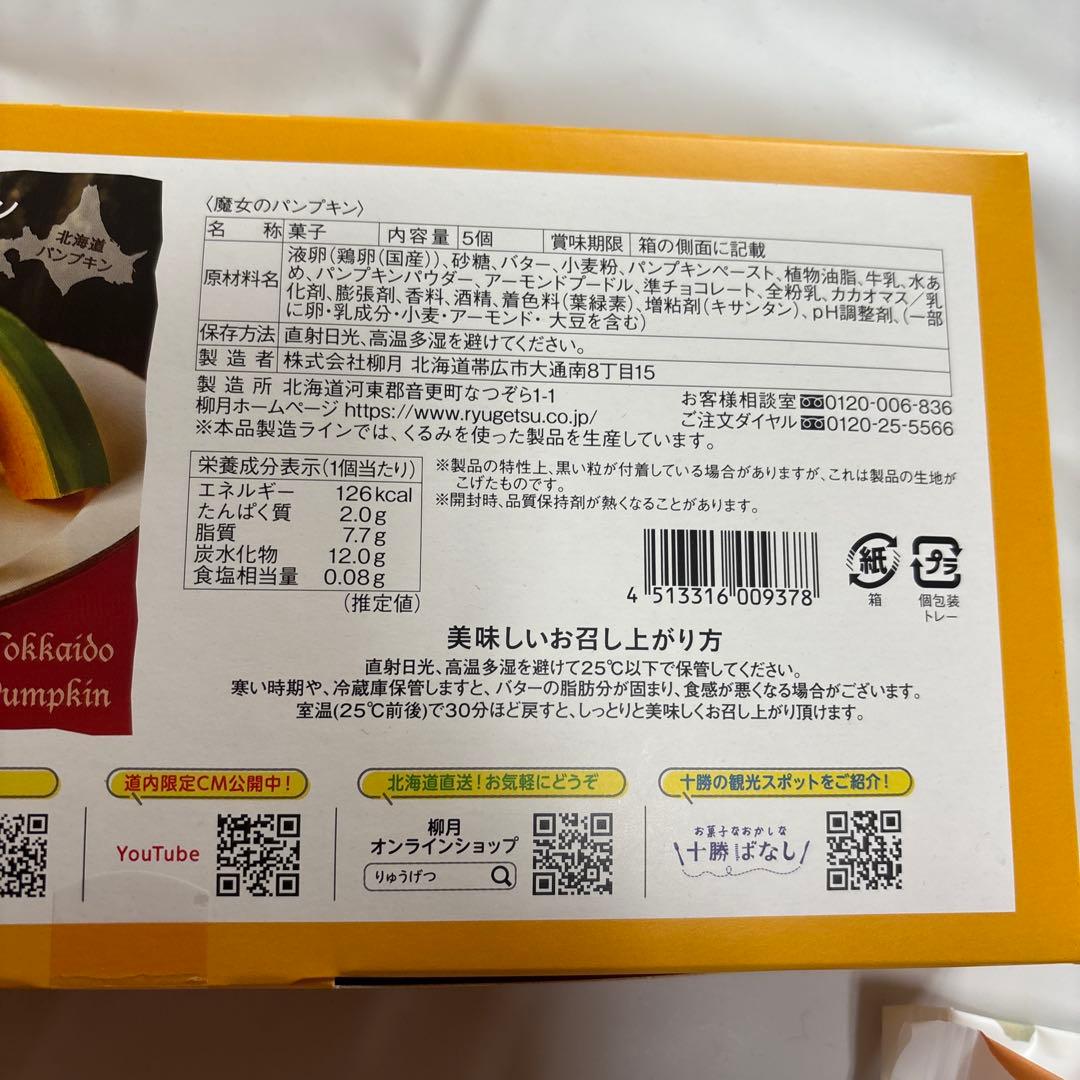 ン
北海道
パンプキン
〈魔女のパンプキン〉
名 称 菓子 内容量 5個 賞味期限 箱の側面に記載
原材料名 液卵(鶏卵(国産))、砂糖、バター、小麦粉、パンプキンペースト、植物油脂、牛乳、水あ
め、パンプキンパウダー、アーモンドプードル、準チョコレート、全粉乳、カカオマス/乳
化剤、膨張剤、香料、酒精、着色料(葉緑素)、増粘剤(キサンタン)、pH調整剤、(一部
に卵・乳成分・小麦・アーモンド・大豆を含む)
保存方法 直射日光、高温多湿を避けてください。
製造者 株式会社柳月 北海道帯広市大通南8丁目15
製造所 北海道河東郡音更町なつぞら1-1
柳月ホームページ https://www.ryugetsu.co.jp/
お客様相談室 0120-006-836
ご注文ダイヤル 0120-25-5566
※本品製造ラインでは、くるみを使った製品を生産しています。
栄養成分表示(1個当たり)
エネルギー 126kcal
たんぱく質 2.0g
脂質 7.7g
炭水化物 12.0g
食塩相当量 0.08g
(推定値)
※製品の特性上、黒い粒が付着している場合がありますが、これは製品の生地が
こげたものです。
※開封時、品質保持剤が熱くなることがあります。
4 513316 009378
紙
箱
プラ
個包装
トレー
okkaido
umpkin
美味しいお召し上がり方
直射日光、高温多湿を避けて25℃以下で保管してください。
寒い時期や、冷蔵庫保管しますと、バターの脂肪分が固まり、食感が悪くなる場合がございます。
室温(25℃前後)で30分ほど戻すと、しっとりと美味しくお召し上がり頂けます。
道内限定CM公開中!
YouTube
北海道直送!お気軽にどうぞ
柳月
オンラインショップ
りゅうげつ
十勝の観光スポットをご紹介!
お菓子なおかしな
十勝ばなし